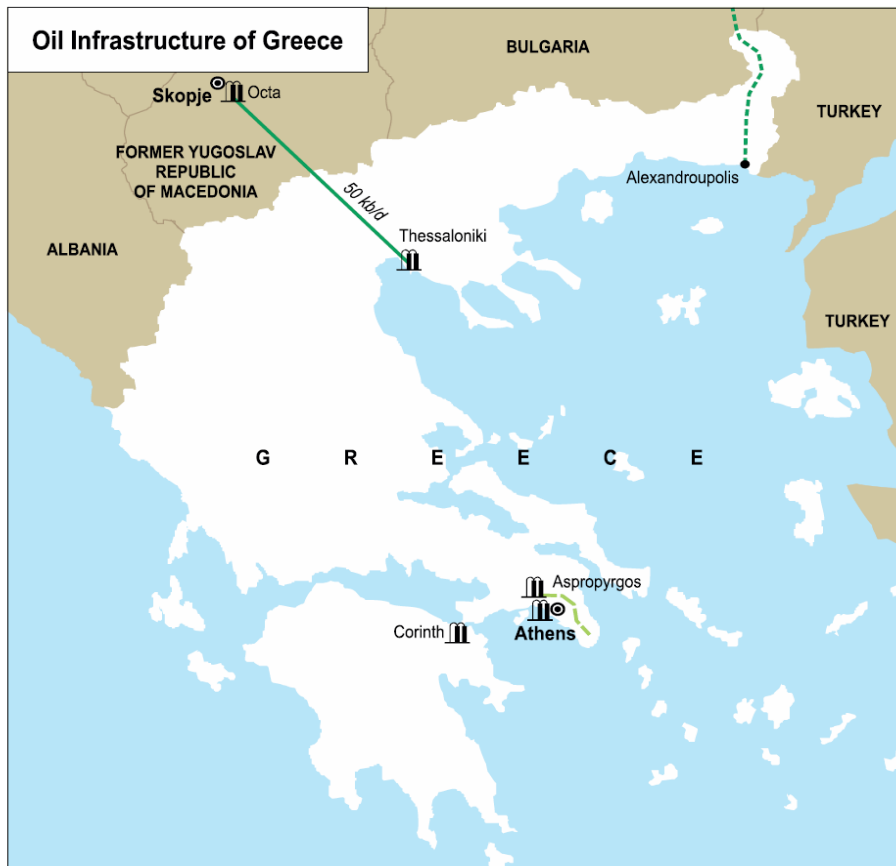 Oil Infrastructure of Greece
BULGARIA
TURKEY
Skopje
Octa
FORMER YUGOSLAV
REPUBLIC
OF MACEDONIA
Alexandroupolis
50 kb/d
Thessaloniki
ALBANIA
TURKEY
G R E E C E
Aspropyrgos
Corinth
Athens